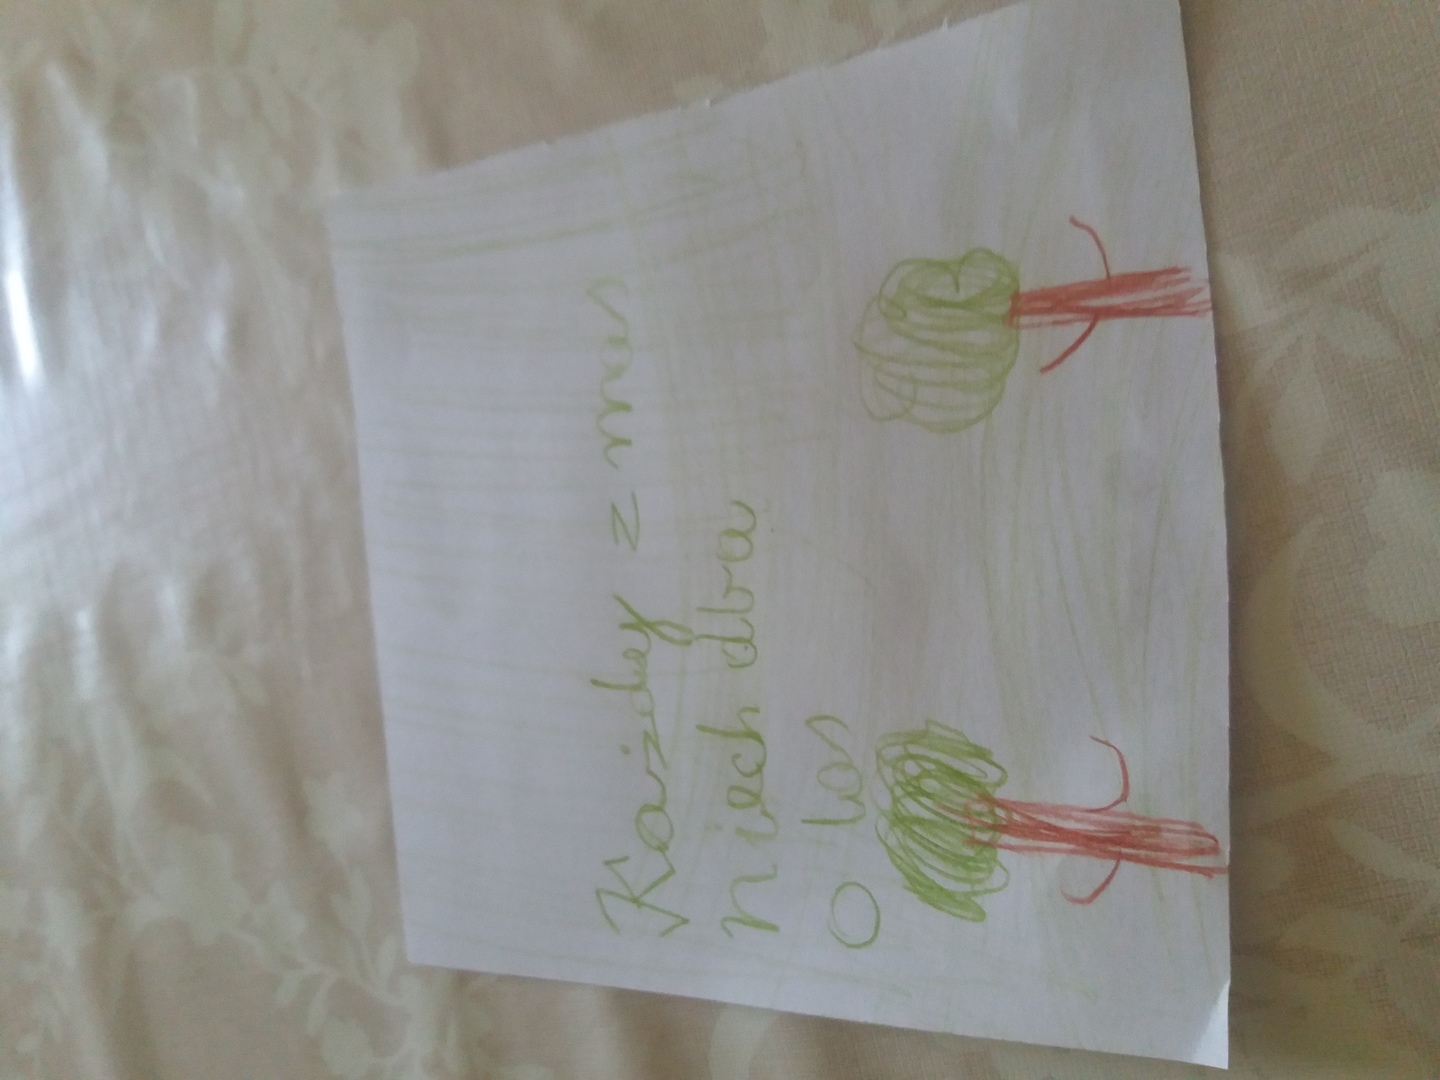 Każdy z nas
niech dba
o las